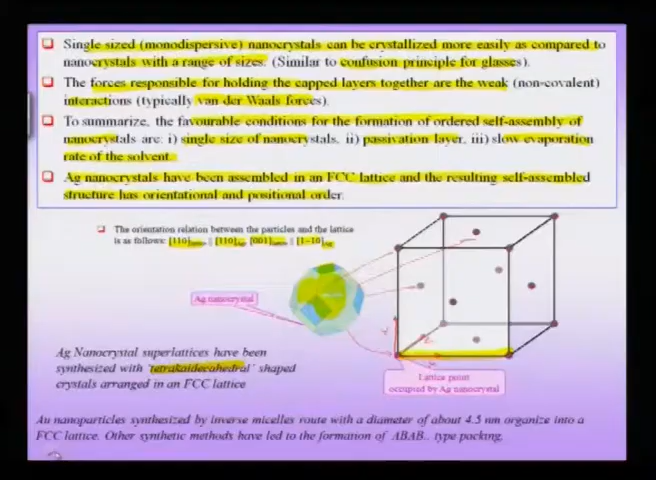 Single sized (monodispersive) nanocrystals can be crystallized more easily as compared to
nanocrystals with a range of sizes. (Similar to confusion principle for glasses).
The forces responsible for holding the capped layers together are the weak (non-covalent)
interactions (typically van der Waals forces).
To summarize, the favourable conditions for the formation of ordered self-assembly of
nanocrystals are: i) single size of nanocrystals, ii) passivation layer, iii) slow evaporation
rate of the solvent.
Ag nanocrystals have been assembled in an FCC lattice and the resulting self-assembled
structure has orientational and positional order.
The orientation relation between the particles and the lattice
is as follows: [110] || [110]Ag, [001] || [1-10]Ag
Ag nanocrystal
Ag Nanocrystal superlattices have been
synthesized with 'tetrakaidecahedral' shaped
crystals arranged in an FCC lattice
Lattice point
occupied by Ag nanocrystal
Au nanoparticles synthesized by inverse micelles route with a diameter of about 4.5 nm organize into a
FCC lattice. Other synthetic methods have led to the formation of ABAB.. type packing.